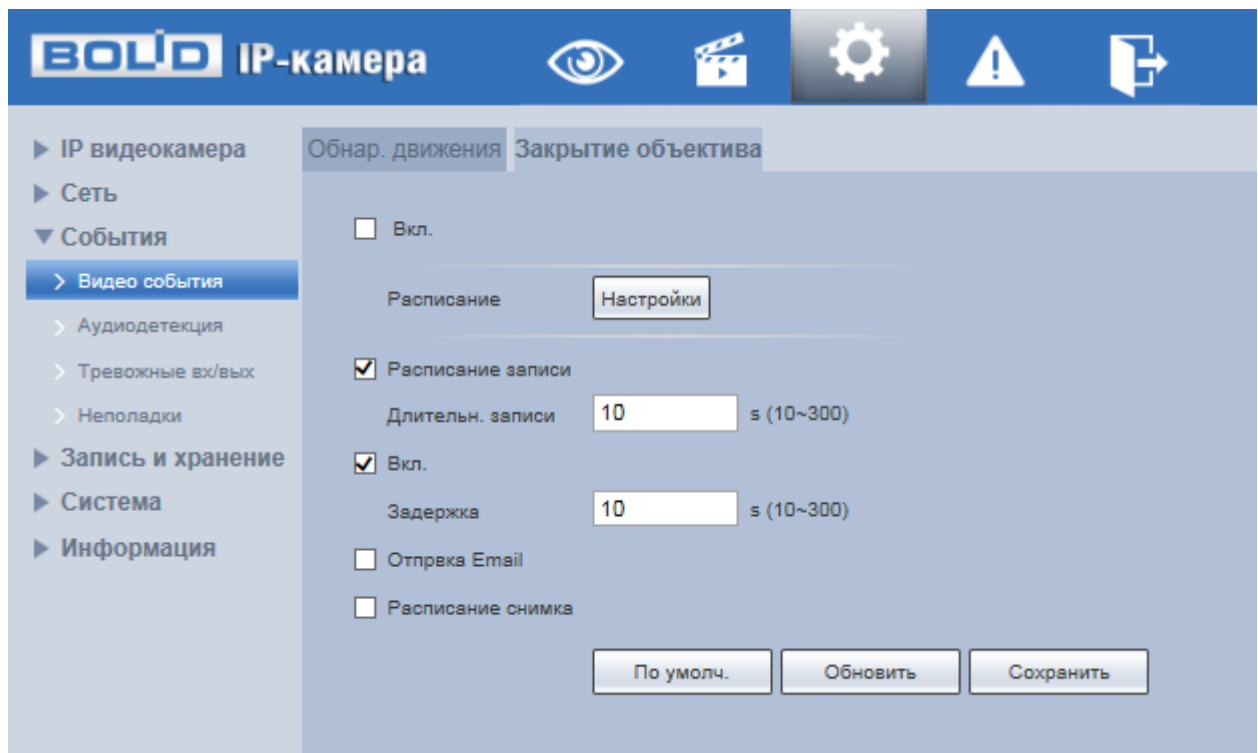 BOLID IP-камера
IP видеокамера
Сеть
События
Видео события
Аудиодетекция
Тревожные вх/вых
Неполадки
Запись и хранение
Система
Информация
Обнар. движения Закрытие объектива
Вкл.
Расписание Настройки
Расписание записи
Длительн. записи 10 s (10~300)
Вкл.
Задержка 10 s (10~300)
Отпрвка Email
Расписание снимка
По умолч. Обновить Сохранить